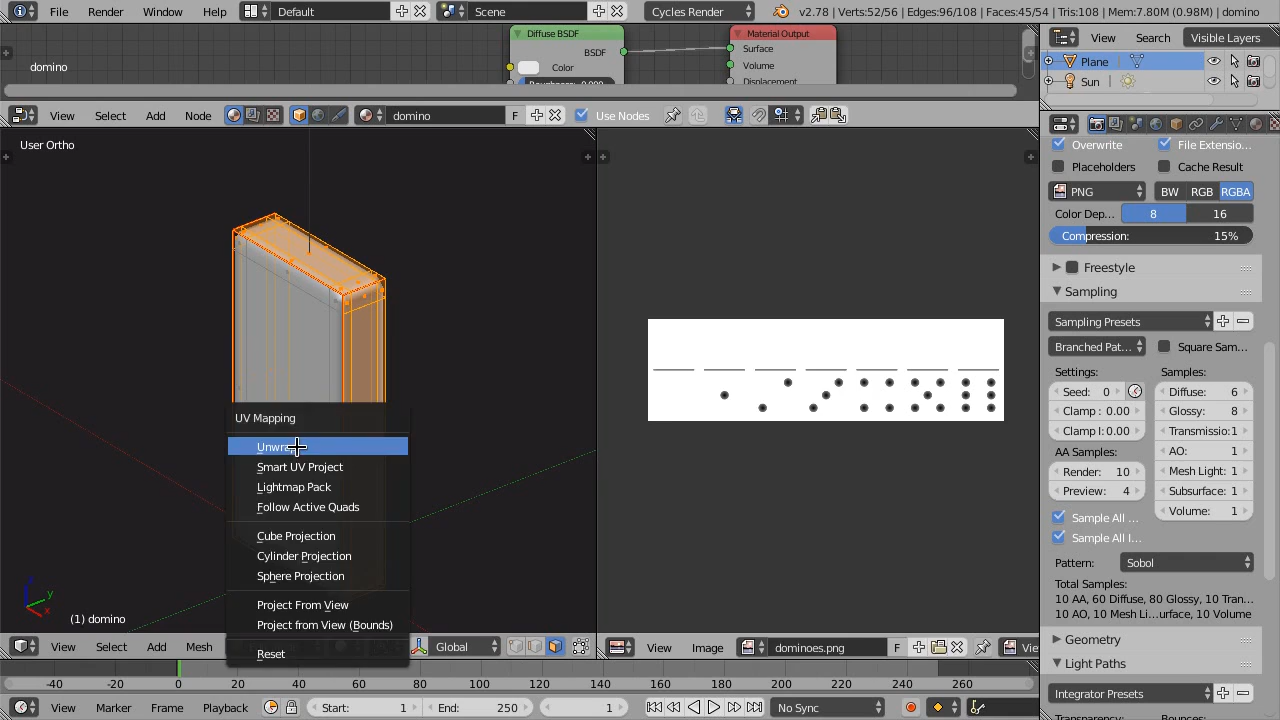 File Render Window Help Default Scene Cycles Render v2.78 | Verts:52/56 | Edges:96/108 | Faces:45/54 | Tris:108 | Mem:7.80M (0.98M) | domino
Diffuse BSDF
BSDF
Color
Material Output
Surface
Volume
Displacement
domino
View Select Add Node domino F Use Nodes
View Search Visible Layers
Plane
Sun
User Ortho
Overwrite File Extensio...
Placeholders Cache Result
PNG BW RGB RGBA
Color Dep... 8 16
Compression: 15%
Freestyle
Sampling
Sampling Presets
Branched Pat... Square Sam...
Settings: Samples:
Seed: 0 Diffuse: 6
Clamp : 0.00 Glossy: 8
Clamp I: 0.00 Transmissio: 1
AA Samples: AO: 1
Render: 10 Mesh Light: 1
Preview: 4 Subsurface: 1
Sample All ... Volume: 1
Sample All I...
Pattern: Sobol
Total Samples:
10 AA, 60 Diffuse, 80 Glossy, 10 Tran...
10 AO, 10 Mesh Li...urface, 10 Volume
Geometry
Light Paths
Integrator Presets
UV Mapping
Smart UV Project
Lightmap Pack
Follow Active Quads
Cube Projection
Cylinder Projection
Sphere Projection
Project From View
Project from View (Bounds)
Reset
z y x
(1) domino
View Select Add Mesh Global
View Image dominoes.png F
-40 -20 0 20 40 60 80 100 120 140 160 180 200 220 240 260
View Marker Frame Playback Start: 1 End: 250 1 No Sync